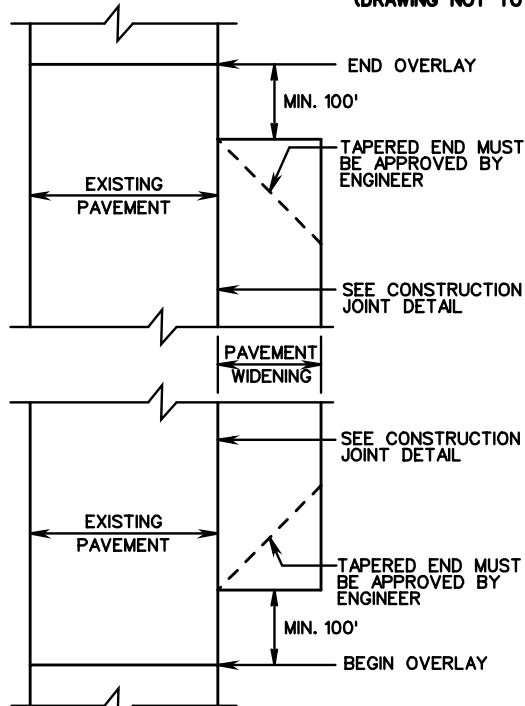 (DRAWING NOT TO
END OVERLAY
MIN. 100'
TAPERED END MUST
BE APPROVED BY
ENGINEER
EXISTING
PAVEMENT
SEE CONSTRUCTION
JOINT DETAIL
PAVEMENT
WIDENING
SEE CONSTRUCTION
JOINT DETAIL
EXISTING
PAVEMENT
TAPERED END MUST
BE APPROVED BY
ENGINEER
MIN. 100'
BEGIN OVERLAY